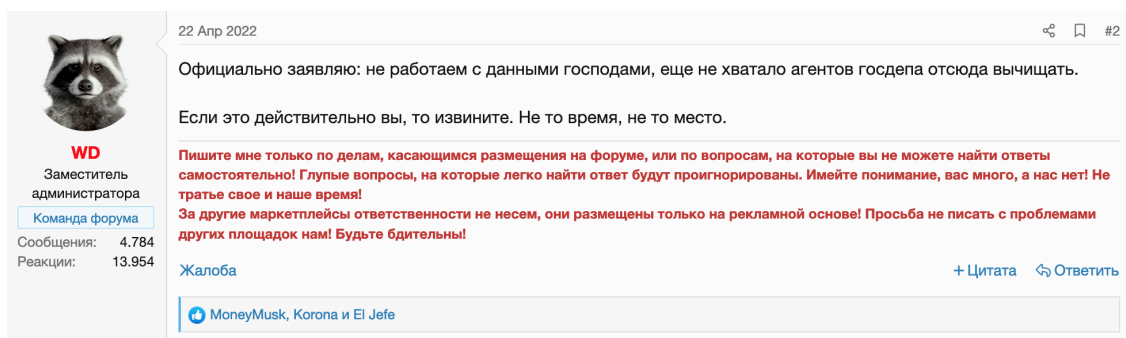 22 Апр 2022
#2
Официально заявляю: не работаем с данными господами, еще не хватало агентов госдепа отсюда вычищать.
Если это действительно вы, то извините. Не то время, не то место.
WD
Заместитель
администратора
Команда форума
Сообщения: 4.784
Реакции: 13.954
Пишите мне только по делам, касающимся размещения на форуме, или по вопросам, на которые вы не можете найти ответы
самостоятельно! Глупые вопросы, на которые легко найти ответ будут проигнорированы. Имейте понимание, вас много, а нас нет! Не
тратье свое и наше время!
За другие маркетплейсы ответственности не несем, они размещены только на рекламной основе! Просьба не писать с проблемами
других площадок нам! Будьте бдительны!
Жалоба
+ Цитата
Ответить
MoneyMusk, Korona и El Jefe